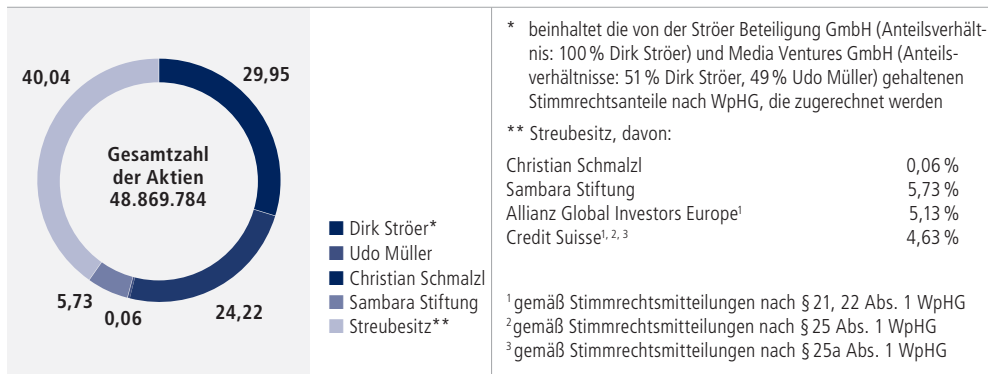 40,04
29,95
Gesamtzahl
der Aktien
48.869.784
5,73
0,06
24,22
Dirk Ströer*
Udo Müller
Christian Schmalzl
Sambara Stiftung
Streubesitz**
* beinhaltet die von der Ströer Beteiligung GmbH (Anteilsverhält-
nis: 100 % Dirk Ströer) und Media Ventures GmbH (Anteils-
verhältnisse: 51 % Dirk Ströer, 49 % Udo Müller) gehaltenen
Stimmrechtsanteile nach WpHG, die zugerechnet werden
** Streubesitz, davon:
Christian Schmalzl 0,06 %
Sambara Stiftung 5,73 %
Allianz Global Investors Europe¹ 5,13 %
Credit Suisse¹, ², ³ 4,63 %
¹ gemäß Stimmrechtsmitteilungen nach § 21, 22 Abs. 1 WpHG
² gemäß Stimmrechtsmitteilungen nach § 25 Abs. 1 WpHG
³ gemäß Stimmrechtsmitteilungen nach § 25a Abs. 1 WpHG